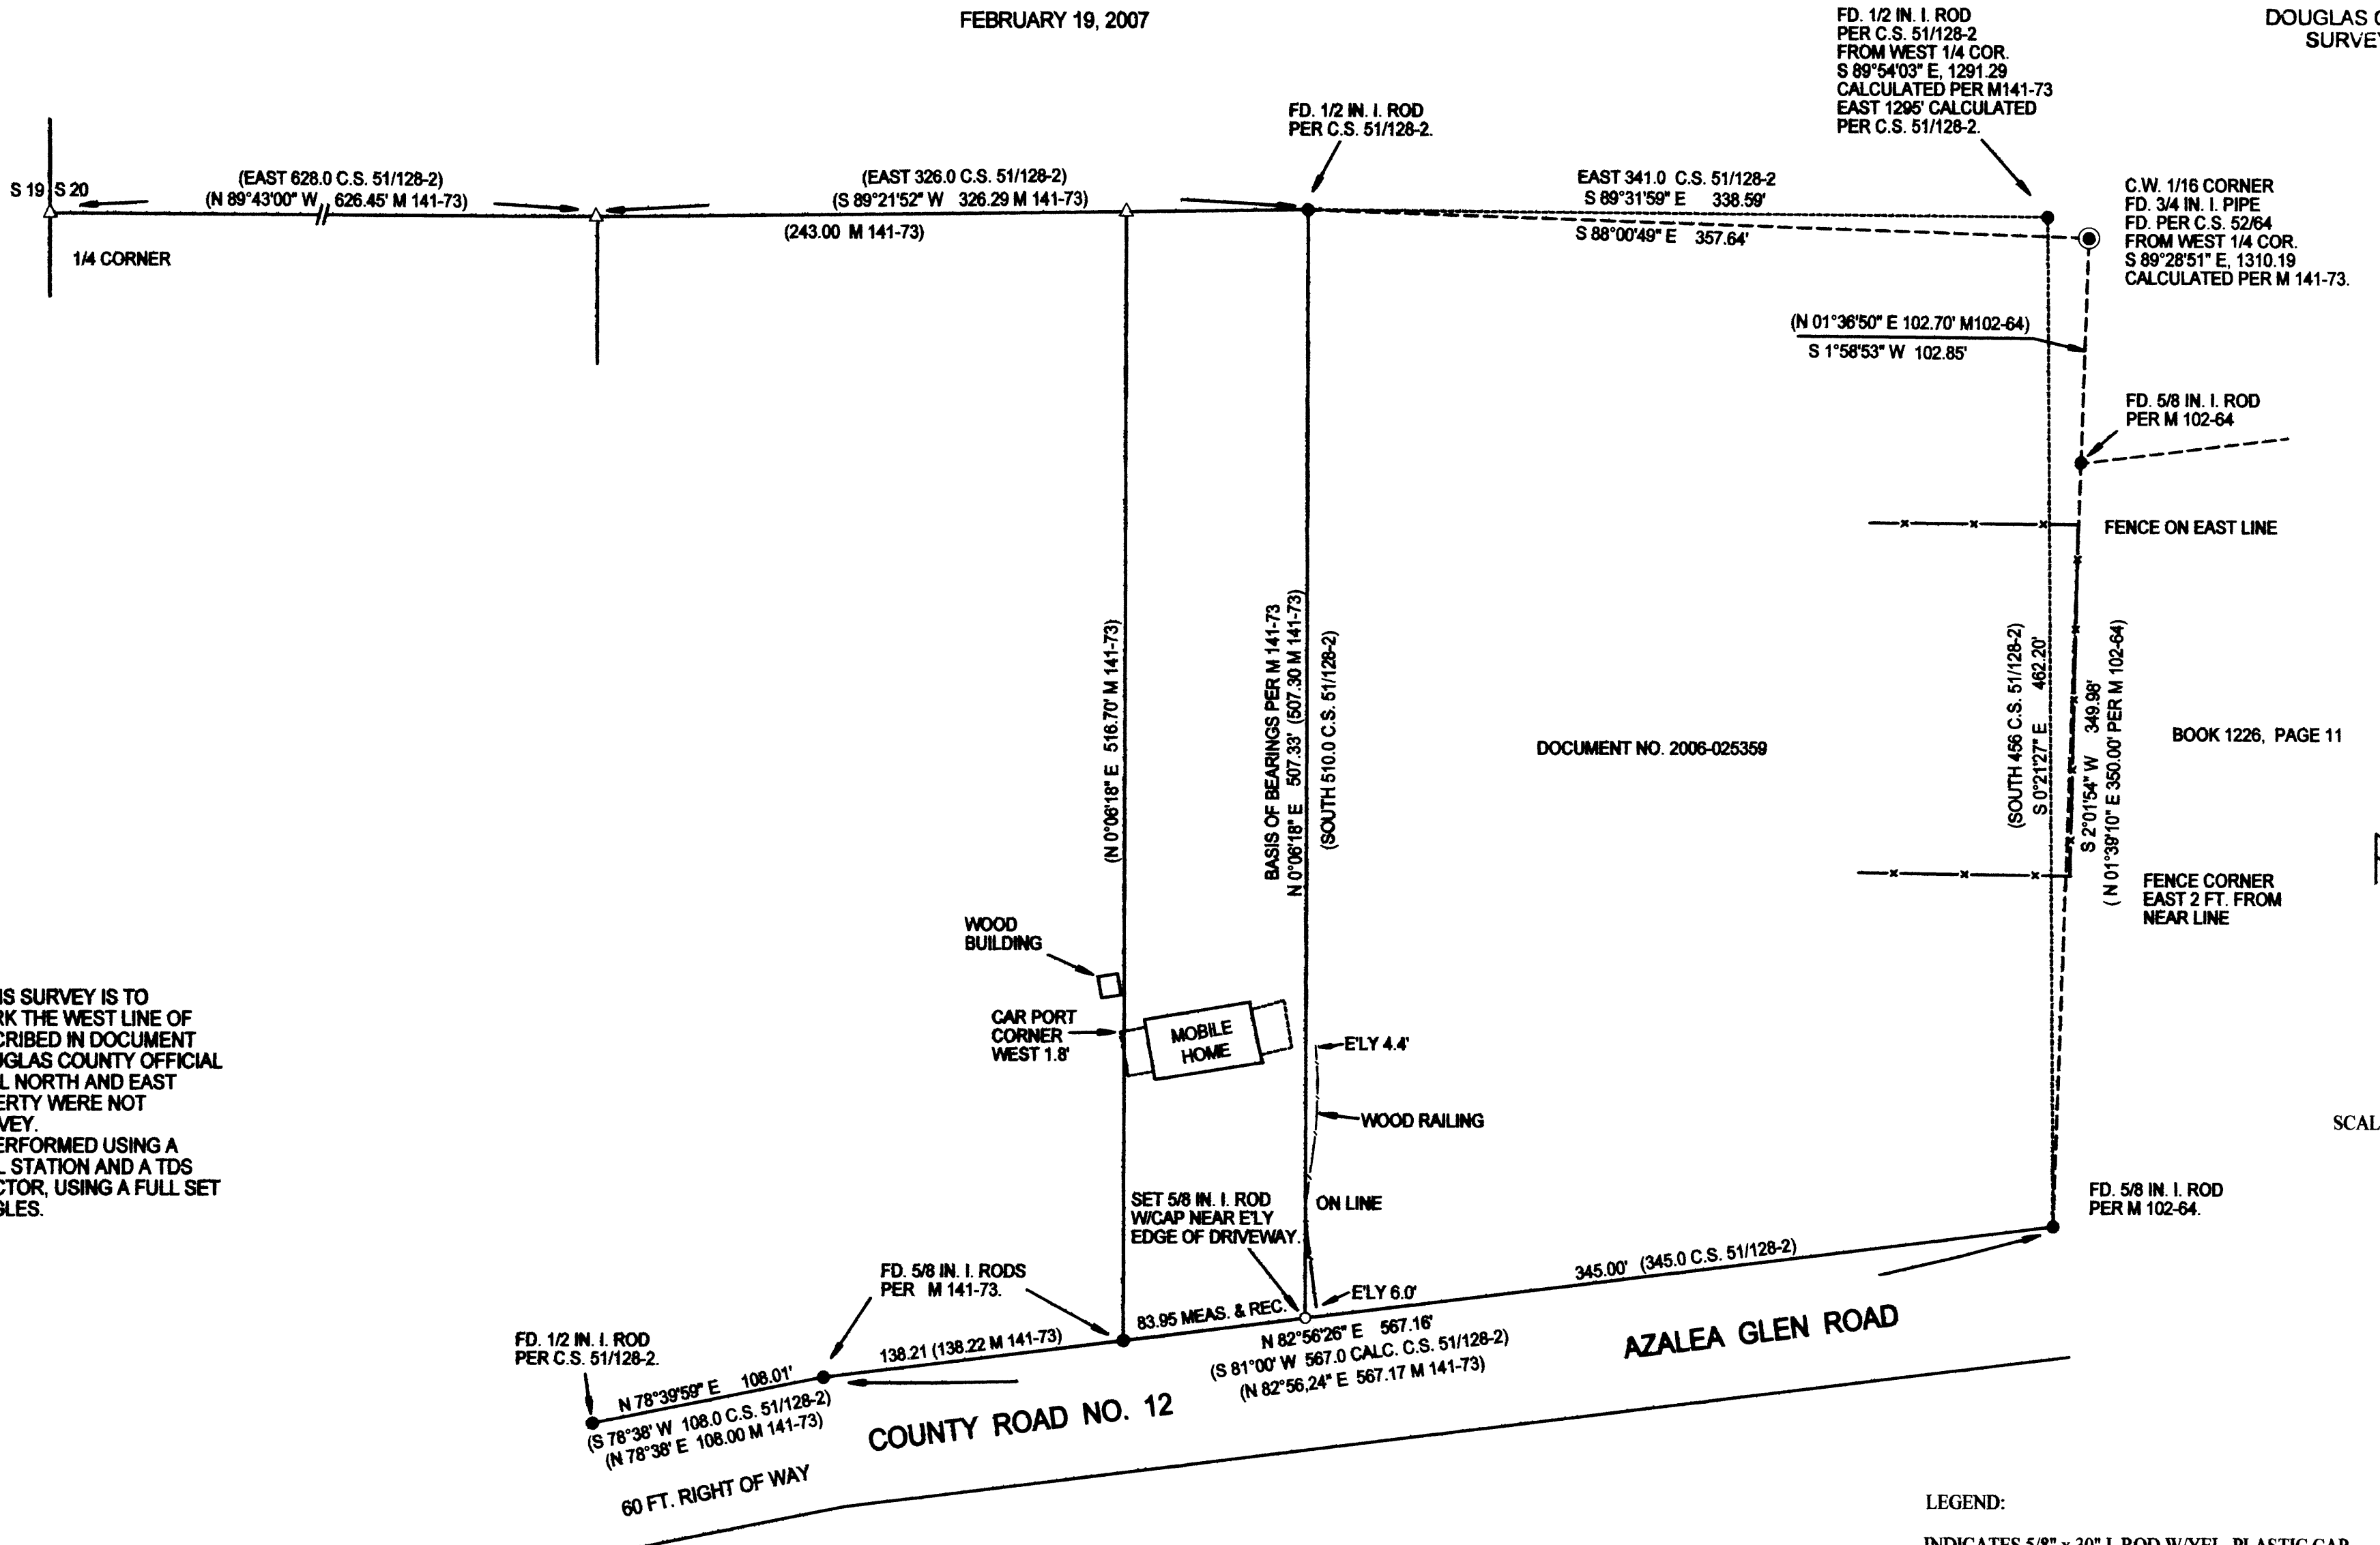 FEBRUARY 19, 2007
DOUGLAS
SURVEY
FD. 1/2 IN. I. ROD
PER C.S. 51/128-2
FROM WEST 1/4 COR.
S 89°54'03" E, 1291.29
CALCULATED PER M141-73
EAST 1295' CALCULATED
PER C.S. 51/128-2.
FD. 1/2 IN. I. ROD
PER C.S. 51/128-2.
S 19 S 20
(EAST 628.0 C.S. 51/128-2)
(N 89°43'00" W 626.45' M 141-73)
(EAST 326.0 C.S. 51/128-2)
(S 89°21'52" W 326.29 M 141-73)
(243.00 M 141-73)
1/4 CORNER
EAST 341.0 C.S. 51/128-2
S 89°31'59" E 338.59'
S 88°00'49" E 357.64'
C.W. 1/16 CORNER
FD. 3/4 IN. I. PIPE
FD. PER C.S. 52/64
FROM WEST 1/4 COR.
S 89°28'51" E, 1310.19
CALCULATED PER M 141-73.
(N 01°36'50" E 102.70' M102-64)
S 1°58'53" W 102.85'
FD. 5/8 IN. I. ROD
PER M 102-64
FENCE ON EAST LINE
(N 0°06'18" E 516.70' M 141-73)
BASIS OF BEARINGS PER M 141-73
N 0°06'18" E 507.33' (507.30 M 141-73)
(SOUTH 510.0 C.S. 51/128-2)
DOCUMENT NO. 2006-025359
(SOUTH 456 C.S. 51/128-2)
S 0°21'27" E 462.20'
S 2°01'54" W 349.98'
( N 01°39'10" E 350.00' PER M 102-64)
BOOK 1226, PAGE 11
FENCE CORNER
EAST 2 FT. FROM
NEAR LINE
WOOD
BUILDING
CAR PORT
CORNER
WEST 1.8'
MOBILE
HOME
E'LY 4.4'
WOOD RAILING
IS SURVEY IS TO
RK THE WEST LINE OF
CRIBED IN DOCUMENT
UGLAS COUNTY OFFICIAL
L NORTH AND EAST
ERTY WERE NOT
VEY.
ERFORMED USING A
L STATION AND A TDS
CTOR, USING A FULL SET
GLES.
SCAL
SET 5/8 IN. I. ROD
W/CAP NEAR E'LY
EDGE OF DRIVEWAY.
ON LINE
FD. 5/8 IN. I. ROD
PER M 102-64.
FD. 5/8 IN. I. RODS
PER M 141-73.
83.95 MEAS. & REC.
E'LY 6.0'
345.00' (345.0 C.S. 51/128-2)
FD. 1/2 IN. I. ROD
PER C.S. 51/128-2.
138.21 (138.22 M 141-73)
N 82°56'26" E 567.16'
(S 81°00' W 567.0 CALC. C.S. 51/128-2)
(N 82°56,24" E 567.17 M 141-73)
AZALEA GLEN ROAD
N 78°39'59" E 108.01'
(S 78°38' W 108.0 C.S. 51/128-2)
(N 78°38' E 108.00 M 141-73)
COUNTY ROAD NO. 12
60 FT. RIGHT OF WAY
LEGEND:
INDICATES 5/8" x 30" I. ROD W/YEL. PLASTIC CAP